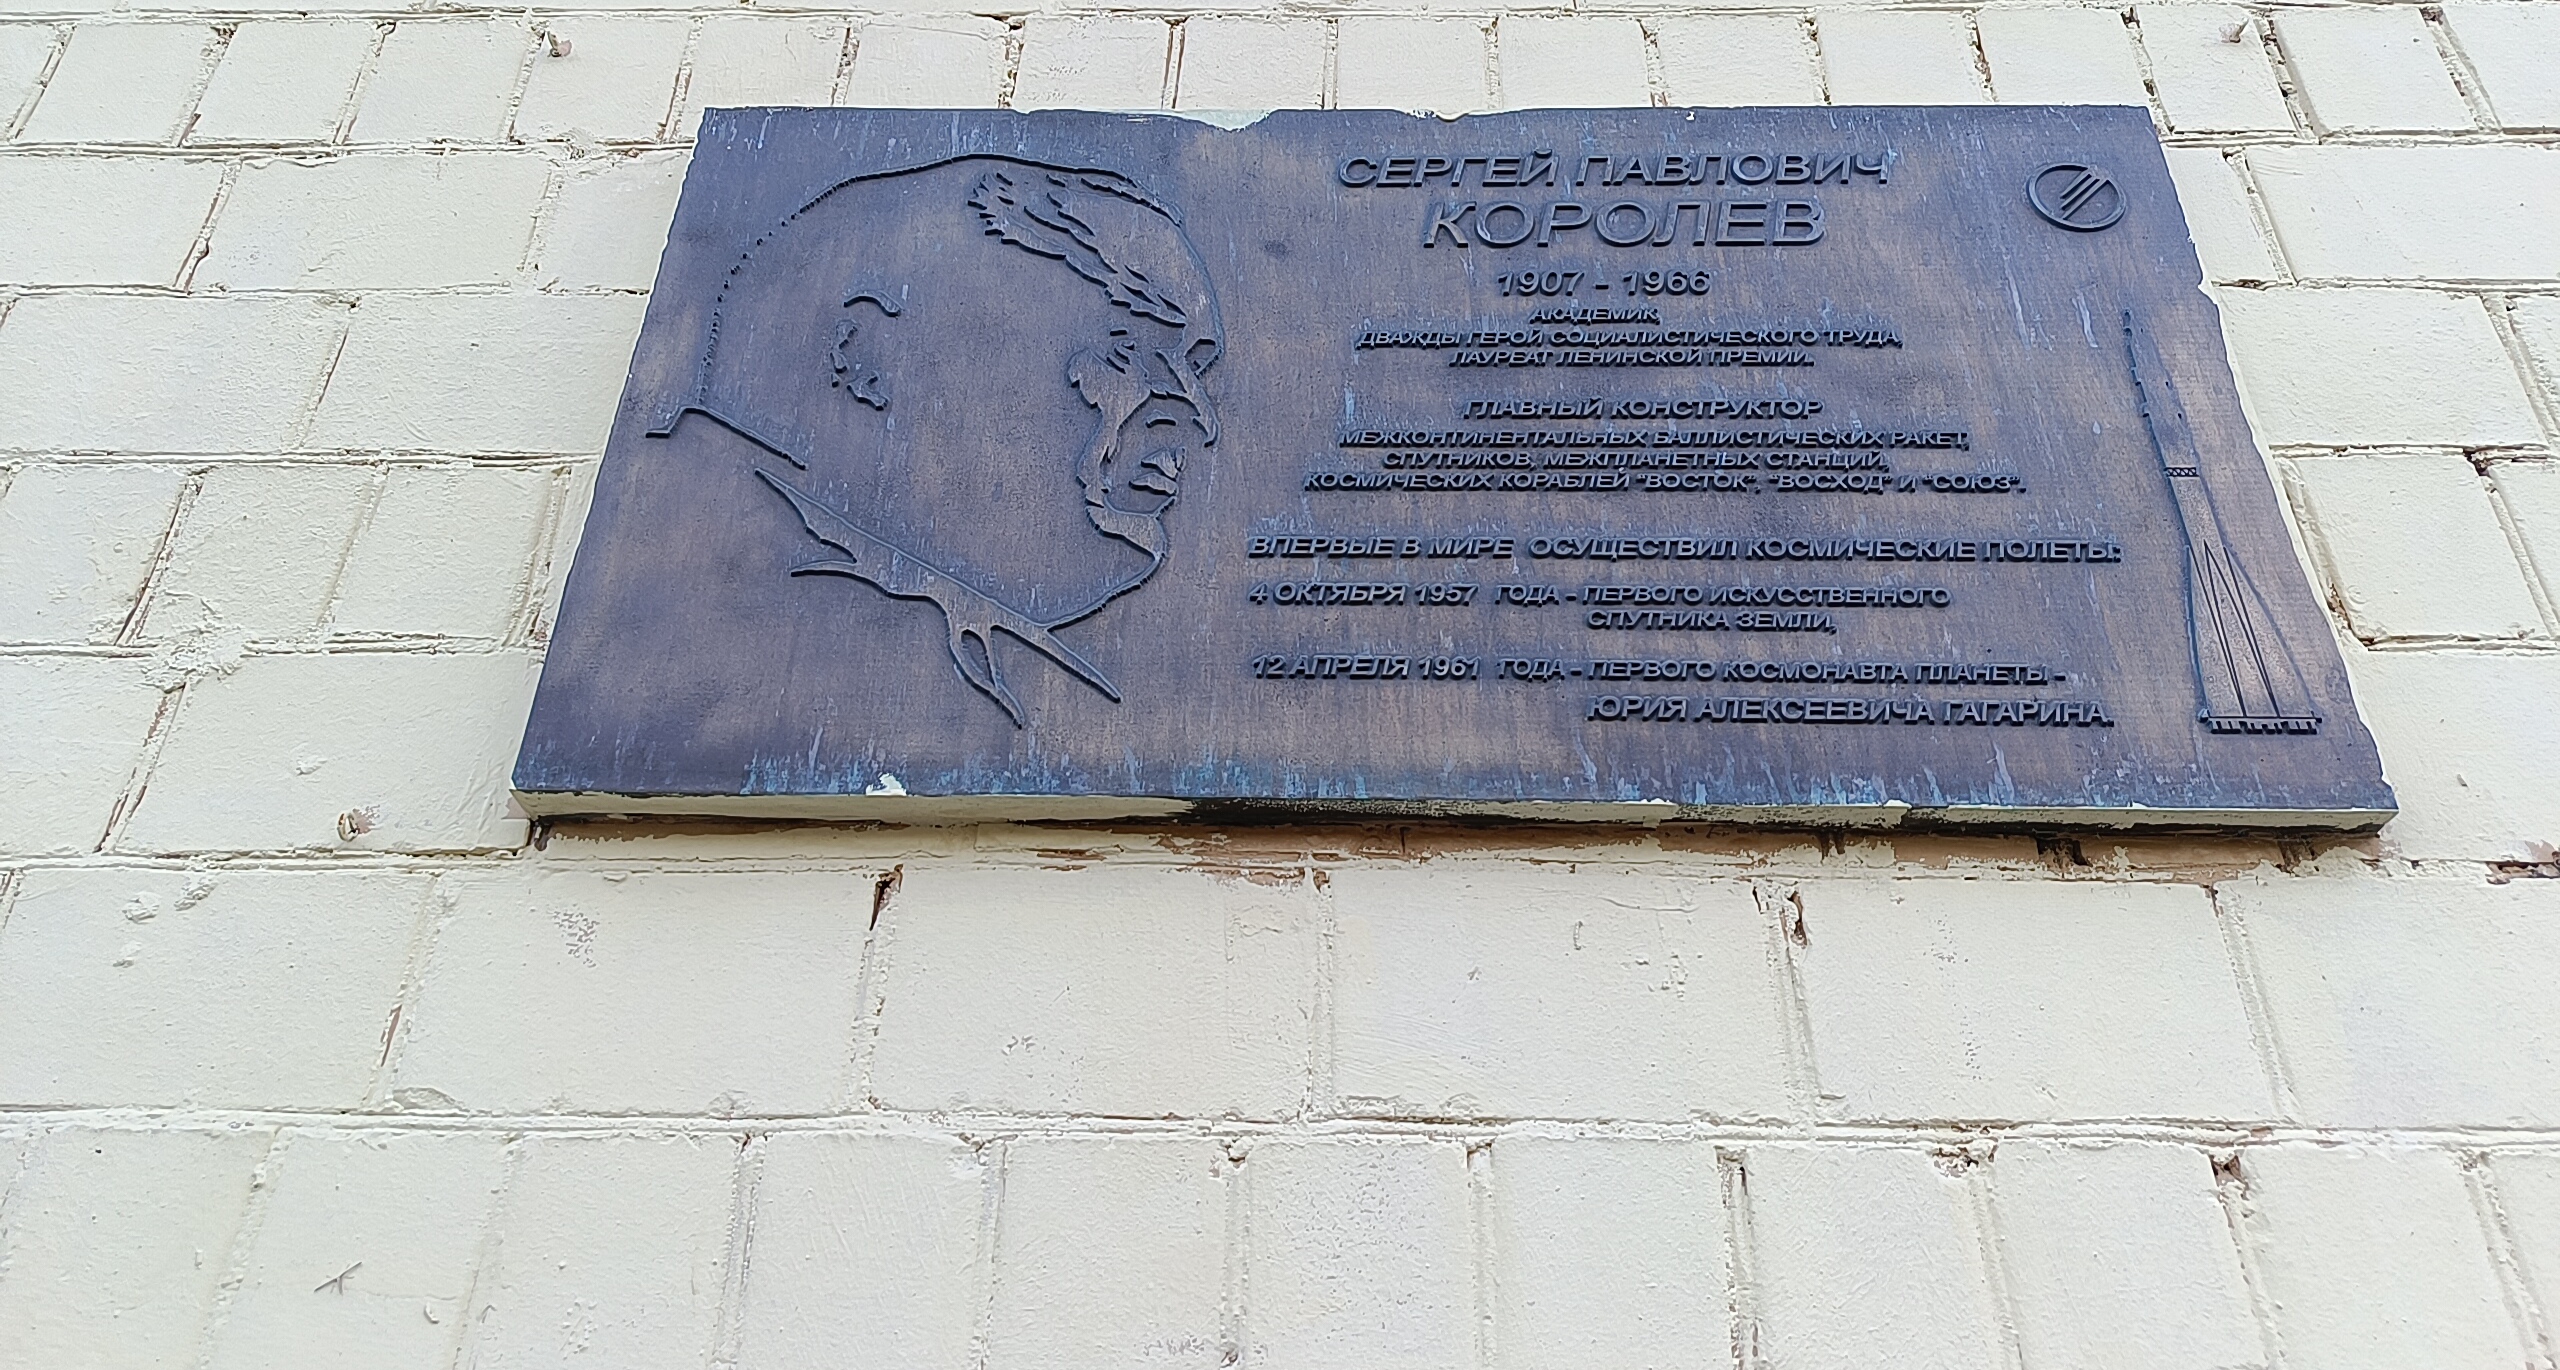 СЕРГЕЙ ПАВЛОВИЧ
КОРОЛЕВ
1907 - 1966
АКАДЕМИК,
ДВАЖДЫ ГЕРОЙ СОЦИАЛИСТИЧЕСКОГО ТРУДА,
ЛАУРЕАТ ЛЕНИНСКОЙ ПРЕМИИ.
ГЛАВНЫЙ КОНСТРУКТОР
МЕЖКОНТИНЕНТАЛЬНЫХ БАЛЛИСТИЧЕСКИХ РАКЕТ,
СПУТНИКОВ, МЕЖПЛАНЕТНЫХ СТАНЦИЙ,
КОСМИЧЕСКИХ КОРАБЛЕЙ "ВОСТОК", "ВОСХОД" И "СОЮЗ".
ВПЕРВЫЕ В МИРЕ ОСУЩЕСТВИЛ КОСМИЧЕСКИЕ ПОЛЕТЫ:
4 ОКТЯБРЯ 1957 ГОДА - ПЕРВОГО ИСКУССТВЕННОГО
СПУТНИКА ЗЕМЛИ,
12 АПРЕЛЯ 1961 ГОДА - ПЕРВОГО КОСМОНАВТА ПЛАНЕТЫ -
ЮРИЯ АЛЕКСЕЕВИЧА ГАГАРИНА.